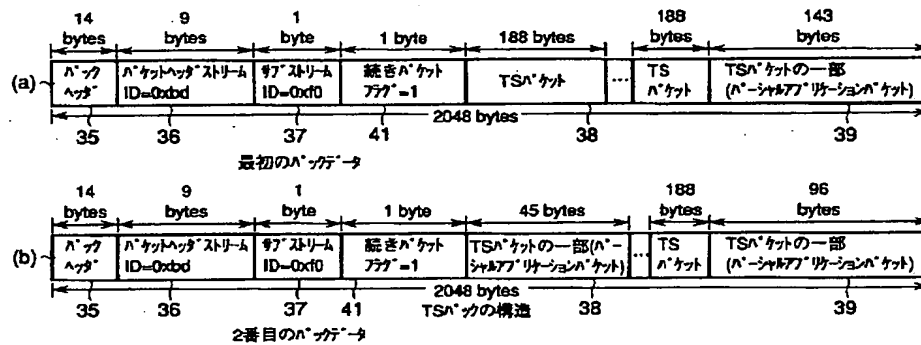 14 bytes
9 bytes
1 byte
1 byte
188 bytes
188 bytes
143 bytes
(a)
パック ヘッダ
パケットヘッダストリーム ID=0xbd
サブストリーム ID=0xf0
続きパケット フラグ=1
TSパケット
...
TS パケット
TSパケットの一部 (パーシャルアプリケーションパケット)
2048 bytes
35
36
37
41
38
39
最初のパックデータ
14 bytes
9 bytes
1 byte
1 byte
45 bytes
188 bytes
96 bytes
(b)
パック ヘッダ
パケットヘッダストリーム ID=0xbd
サブストリーム ID=0xf0
続きパケット フラグ=1
TSパケットの一部(パーシャルアプリケーションパケット)
...
TS パケット
TSパケットの一部 (パーシャルアプリケーションパケット)
2048 bytes
35
36
37
41
TSパックの構造
38
39
2番目のパックデータ